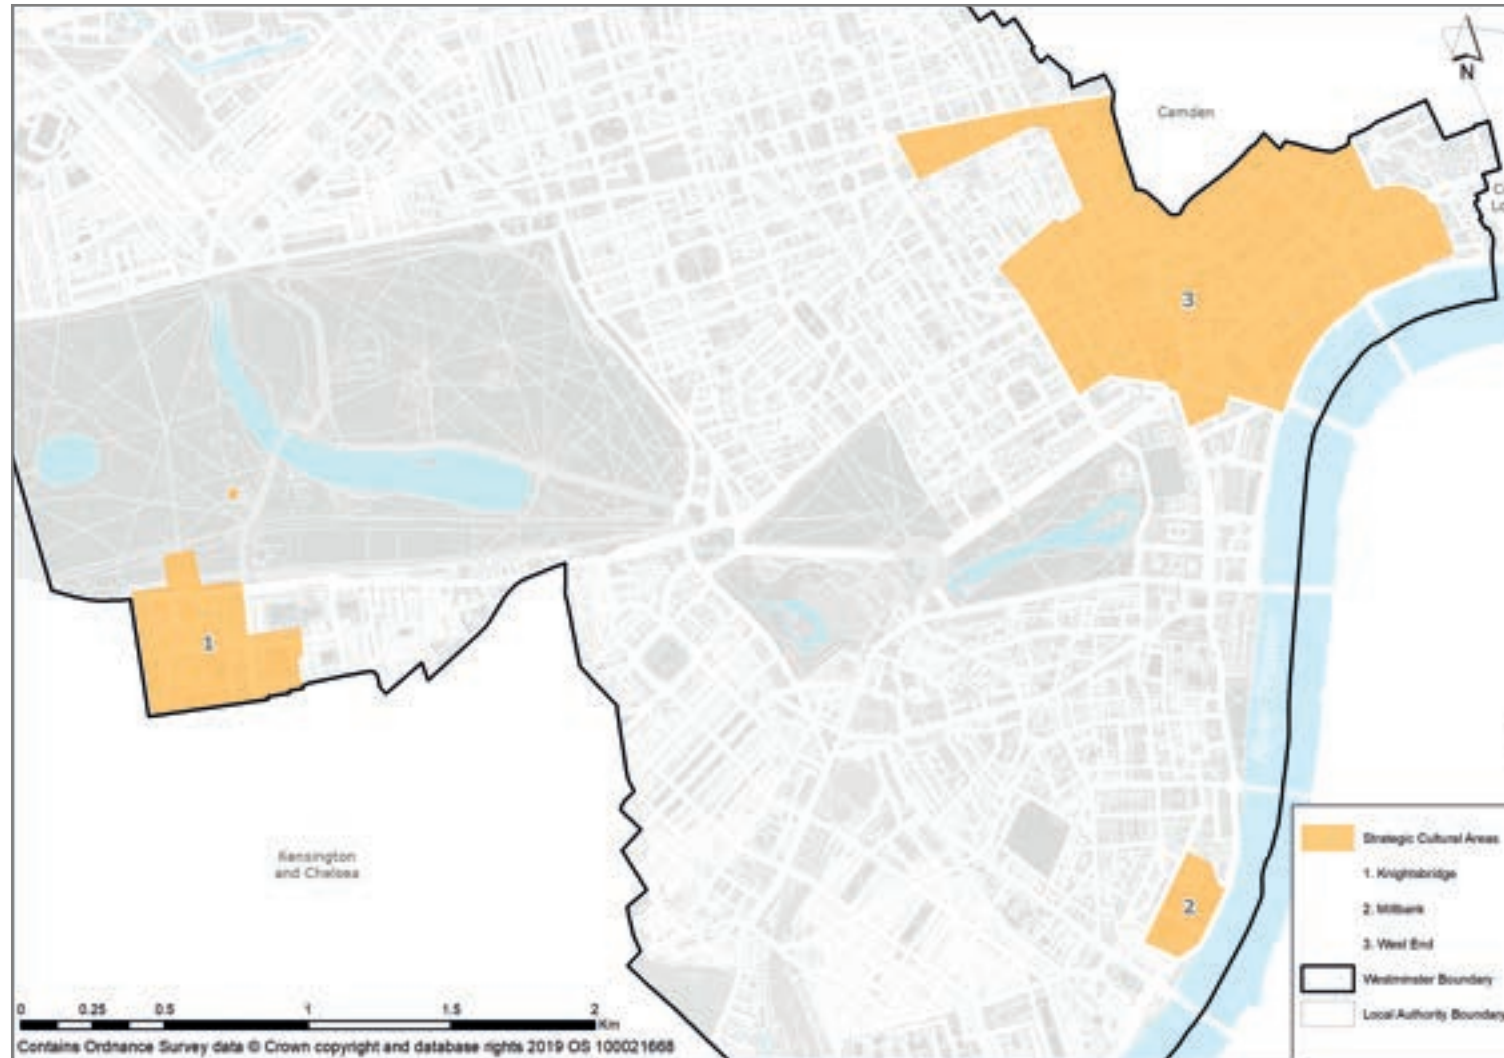 N
Camden
3
1
Kensington
and Chelsea
2
Strategic Cultural Areas
1. Knightsbridge
2. Millbank
3. West End
Westminster Boundary
Local Authority Boundary
0 0.25 0.5 1 1.5 2
Km
Contains Ordnance Survey data © Crown copyright and database rights 2019 OS 100021668